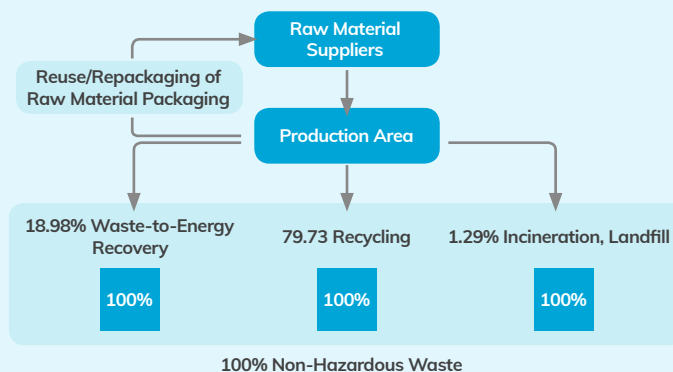 Raw Material
Suppliers
Reuse/Repackaging of
Raw Material Packaging
Production Area
18.98% Waste-to-Energy
Recovery
79.73 Recycling
1.29% Incineration, Landfill
100%
100%
100%
100% Non-Hazardous Waste